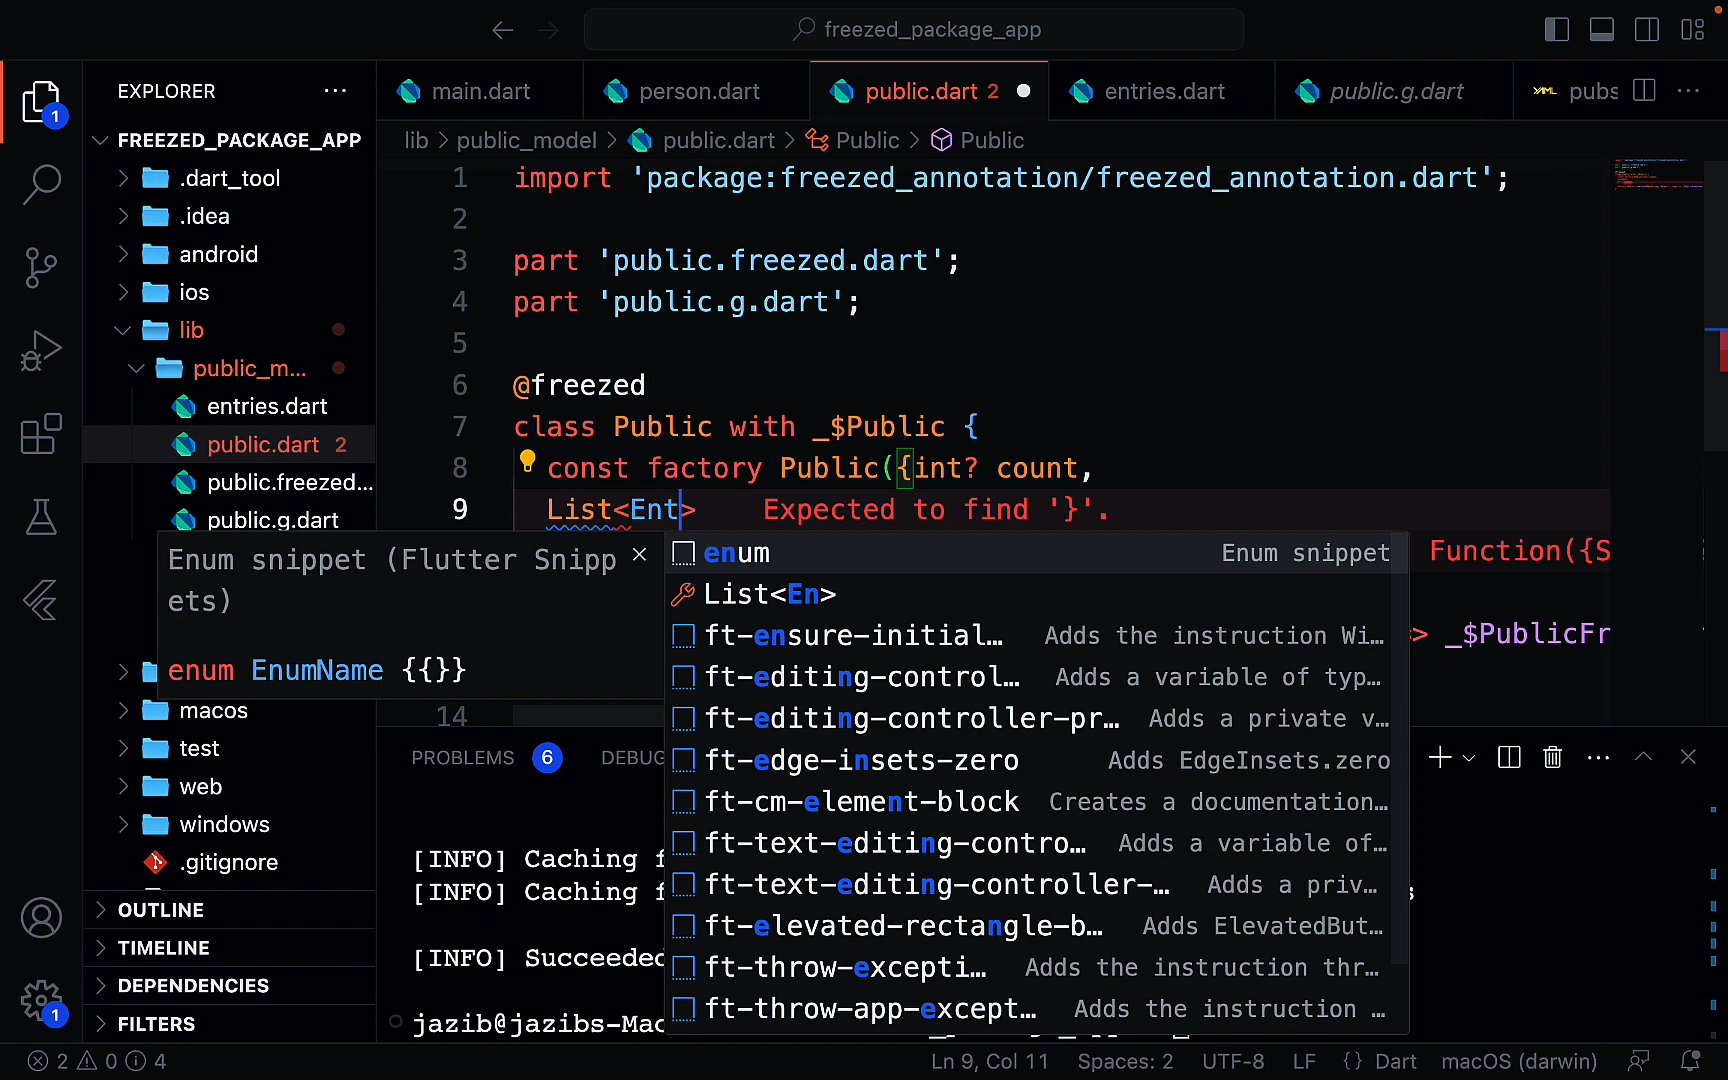 freezed_package_app
EXPLORER
main.dart
person.dart
public.dart 2
entries.dart
public.g.dart
YAML pubs
lib > public_model > public.dart > Public > Public
1
FREEZED_PACKAGE_APP
.dart_tool
.idea
android
ios
lib
public_m...
entries.dart
public.dart 2
public.freezed...
public.g.dart
macos
test
web
windows
.gitignore
OUTLINE
TIMELINE
DEPENDENCIES
FILTERS
1
1 import 'package:freezed_annotation/freezed_annotation.dart';
2
3 part 'public.freezed.dart';
4 part 'public.g.dart';
5
6 @freezed
7 class Public with _$Public {
8 const factory Public({int? count,
9 List<Ent> Expected to find '}'.
Function({S
> _$PublicFr
14
Enum snippet (Flutter Snipp
ets)
enum EnumName {{}}
enum Enum snippet
List<En>
ft-ensure-initial… Adds the instruction Wi…
ft-editing-control… Adds a variable of typ…
ft-editing-controller-pr… Adds a private v…
ft-edge-insets-zero Adds EdgeInsets.zero
ft-cm-element-block Creates a documentation…
ft-text-editing-contro… Adds a variable of…
ft-text-editing-controller-… Adds a priv…
ft-elevated-rectangle-b… Adds ElevatedBut…
ft-throw-excepti… Adds the instruction thr…
ft-throw-app-except… Adds the instruction …
PROBLEMS 6 DEBUG
[INFO] Caching f
[INFO] Caching f
[INFO] Succeeded
jazib@jazibs-Mac
2 0 4
Ln 9, Col 11 Spaces: 2 UTF-8 LF {} Dart macOS (darwin)